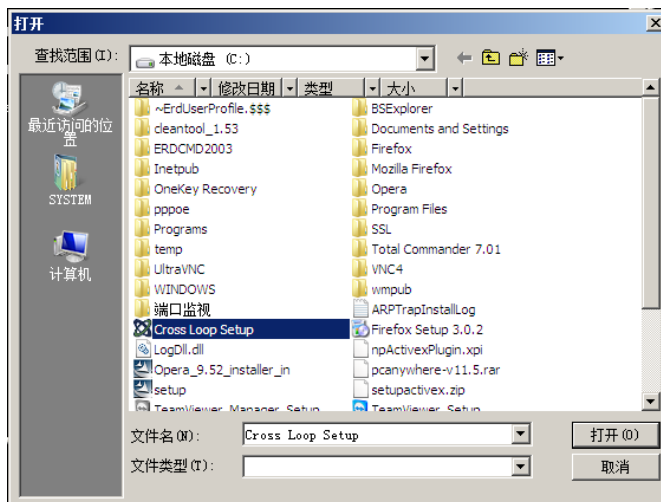 打开
查找范围(I):
本地磁盘 (C:)
名称 修改日期 类型 大小
最近访问的位置
SYSTEM
计算机
~ErdUserProfile.$$$
cleantool_1.53
ERDCMD2003
Inetpub
OneKey Recovery
pppoe
Programs
temp
UltraVNC
WINDOWS
端口监视
Cross Loop Setup
LogDll.dll
Opera_9.52_installer_in
setup
TeamViewer_Manager_Setup
BSExplorer
Documents and Settings
Firefox
Mozilla Firefox
Opera
Program Files
SSL
Total Commander 7.01
VNC4
wmpub
ARPTrapInstallLog
Firefox Setup 3.0.2
npActivexPlugin.xpi
pcanywhere-v11.5.rar
setupactivex.zip
TeamViewer_Setup
文件名(N):
Cross Loop Setup
打开(O)
文件类型(T):
取消